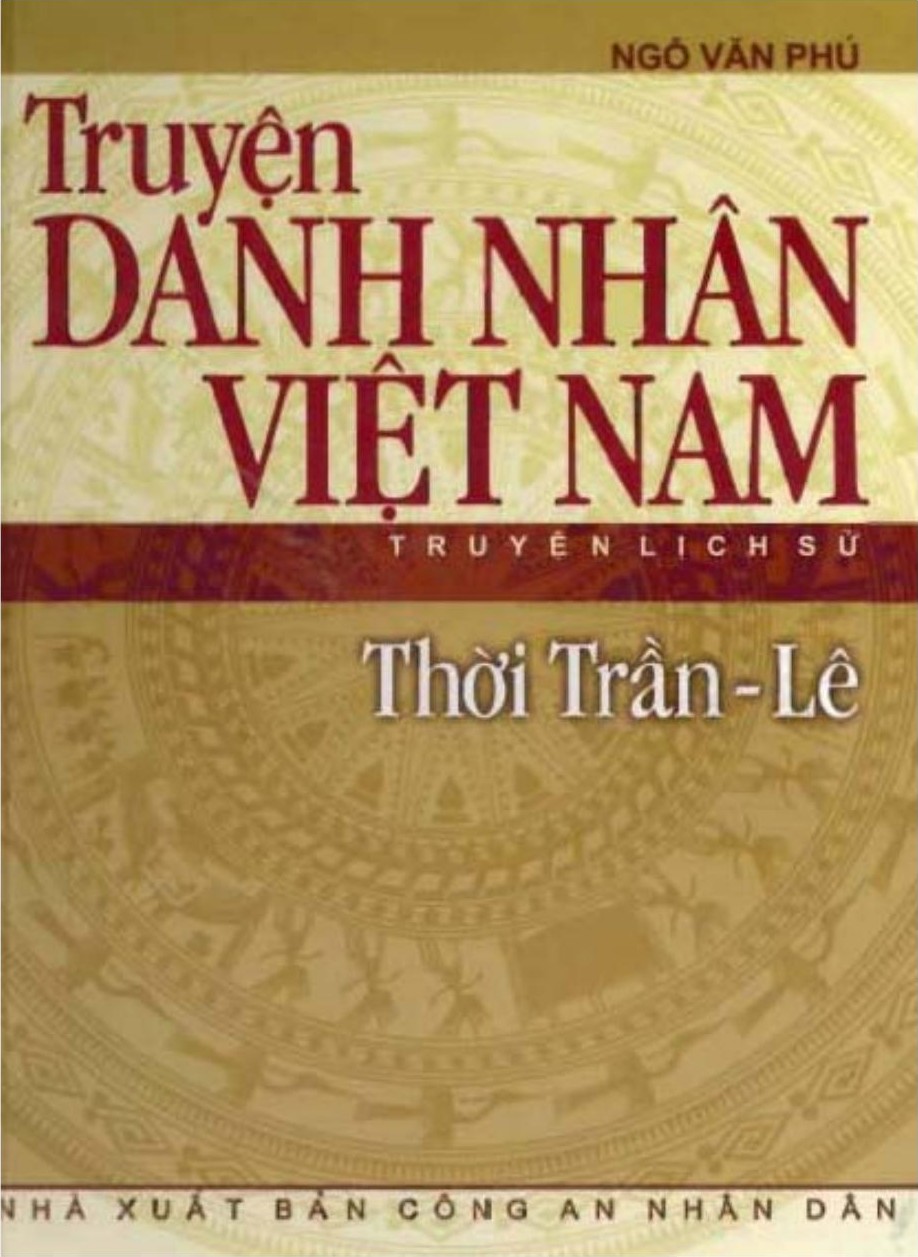 NGÔ VĂN PHÚ
Truyện
DANH NHÂN
VIỆT NAM
TRUYỆN LỊCH SỬ
Thời Trần - Lê
NHÀ XUẤT BẢN CÔNG AN NHÂN DÂN